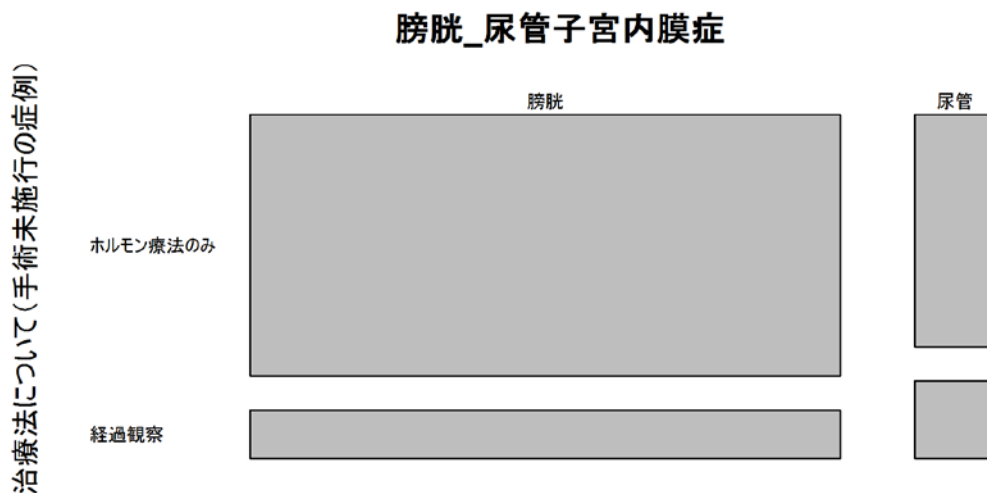 膀胱_尿管子宮内膜症
治療法について(手術未施行の症例)
膀胱
尿管
ホルモン療法のみ
経過観察